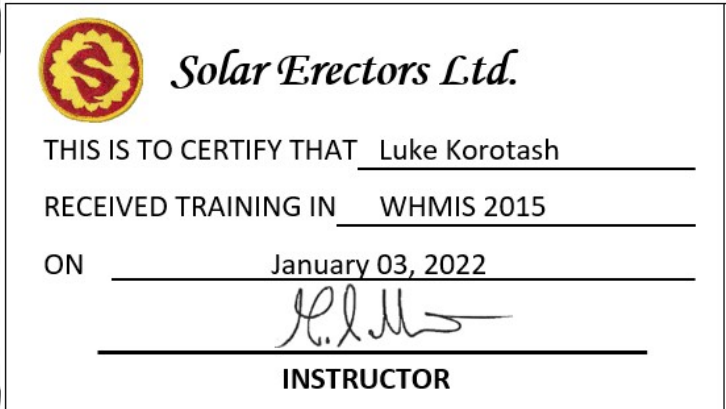 Solar Erectors Ltd.
THIS IS TO CERTIFY THAT Luke Korotash
RECEIVED TRAINING IN WHMIS 2015
ON January 03, 2022
INSTRUCTOR